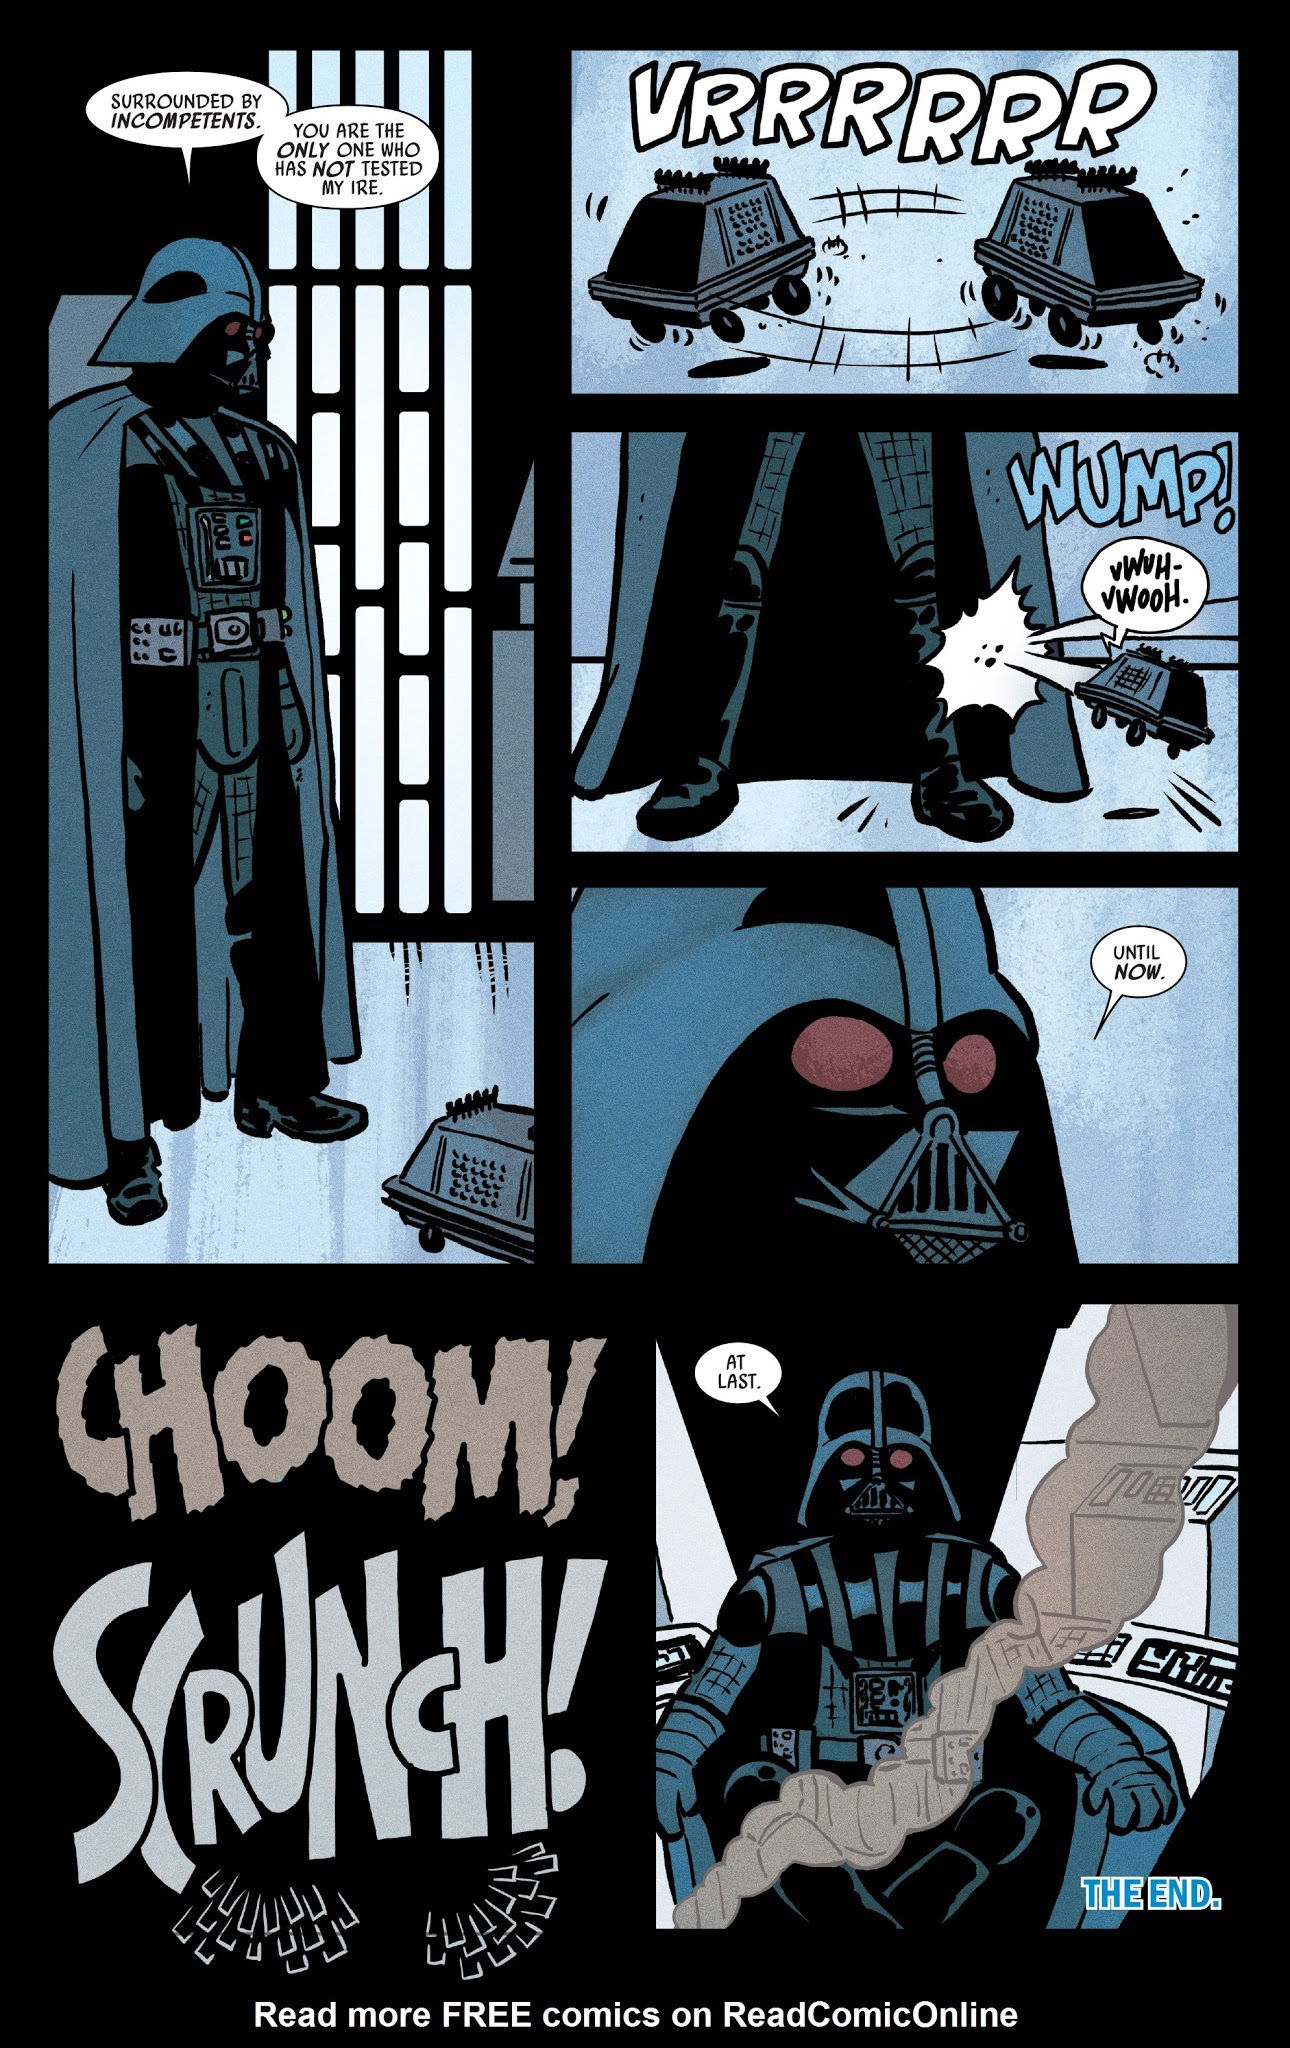 SURROUNDED BY
INCOMPETENTS.
YOU ARE THE
ONLY ONE WHO
HAS NOT TESTED
MY IRE.
VRRRRRR
WUMP!
VWUH-
VWOOH.
UNTIL
NOW.
CHOOM!
SCRUNCH!
AT
LAST.
THE END.
Read more FREE comics on ReadComicOnline